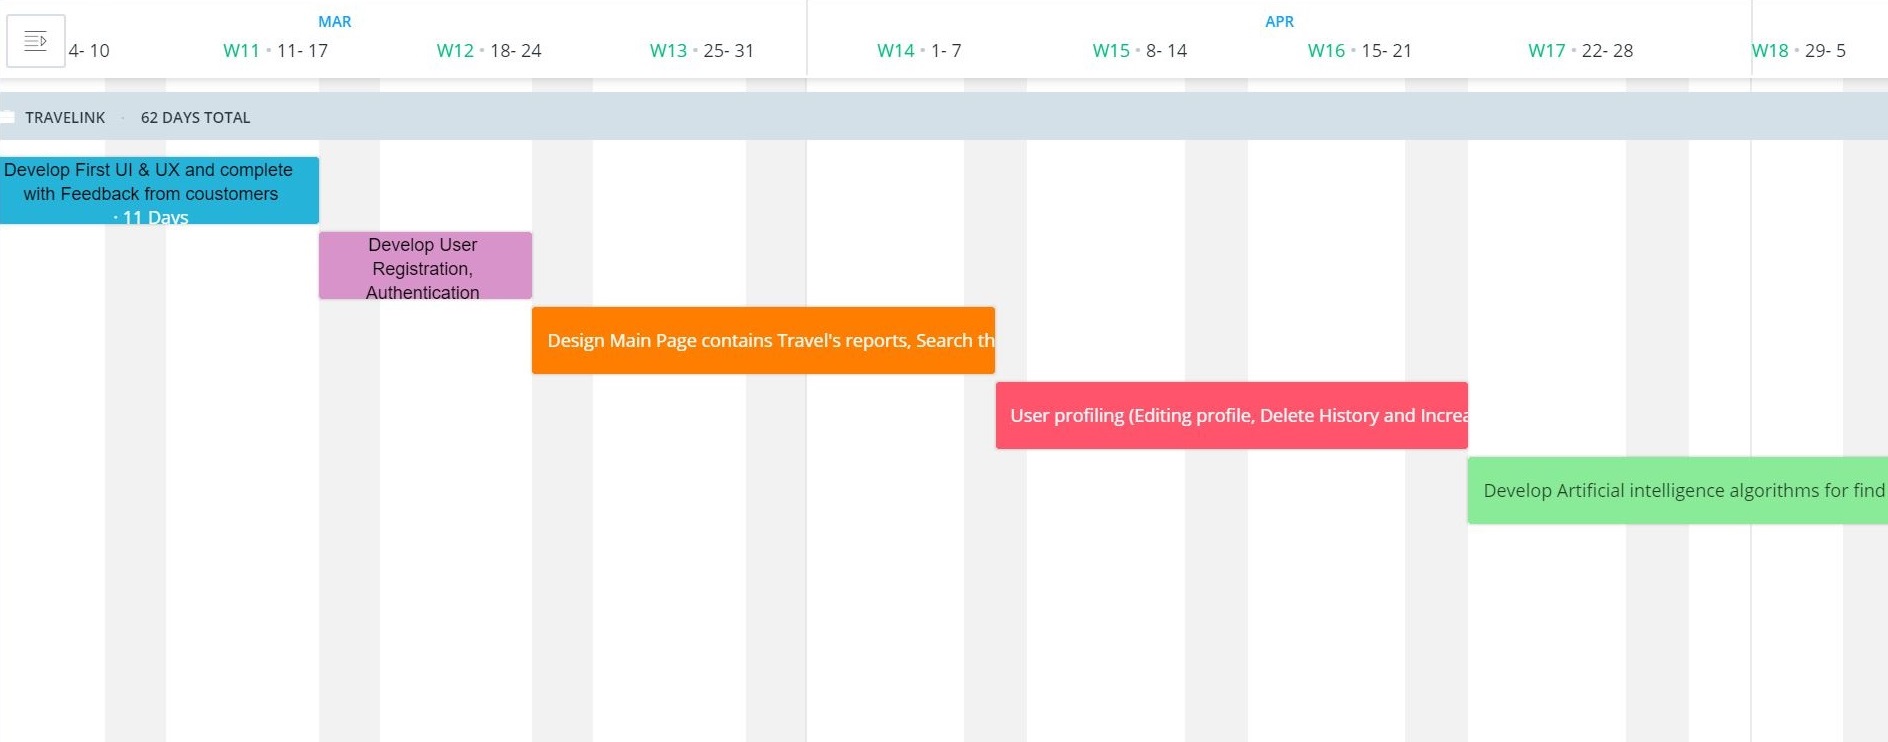 MAR APR
4- 10 W11 • 11- 17 W12 • 18- 24 W13 • 25- 31 W14 • 1- 7 W15 • 8- 14 W16 • 15- 21 W17 • 22- 28 W18 • 29- 5
TRAVELINK · 62 DAYS TOTAL
Develop First UI & UX and complete
with Feedback from coustomers
· 11 Days
Develop User
Registration,
Authentication
Design Main Page contains Travel's reports, Search th
User profiling (Editing profile, Delete History and Increa
Develop Artificial intelligence algorithms for find